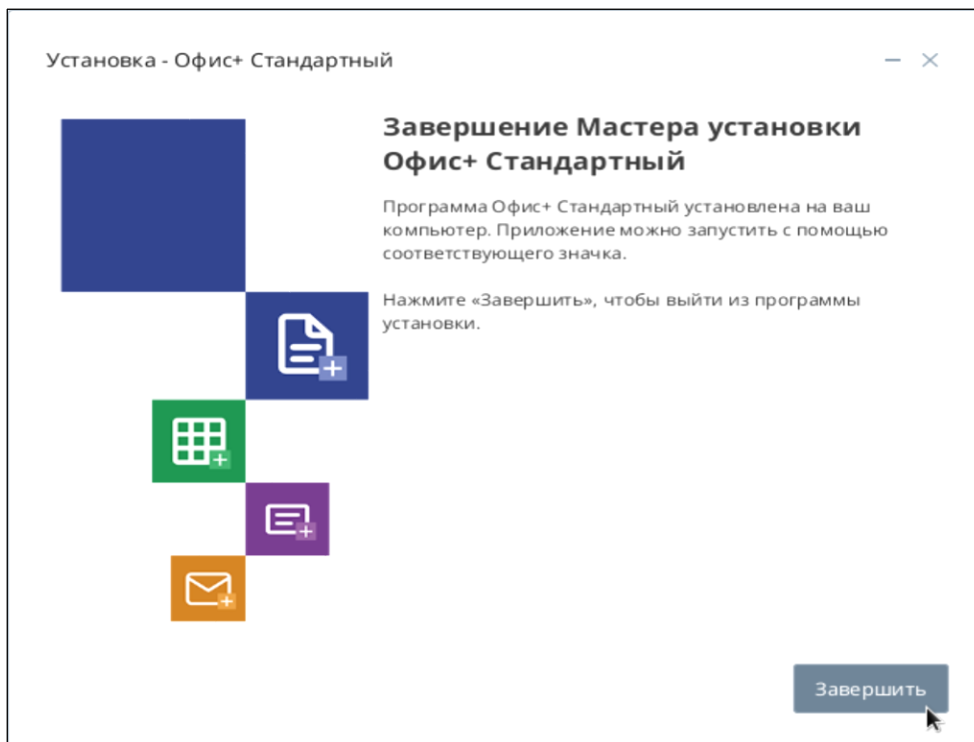 Установка - Офис+ Стандартный
Завершение Мастера установки
Офис+ Стандартный
Программа Офис+ Стандартный установлена на ваш
компьютер. Приложение можно запустить с помощью
соответствующего значка.
Нажмите «Завершить», чтобы выйти из программы
установки.
Завершить